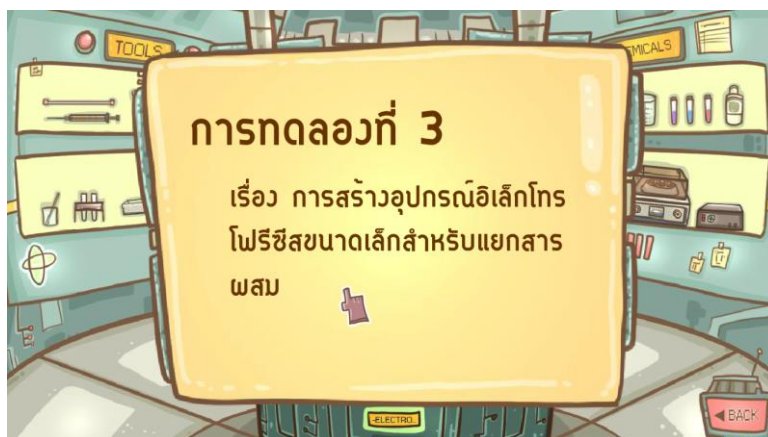 TOOLS
MICALS
การทดลองที่ 3
เรื่อง การสร้างอุปกรณ์อิเล็กโทร
โฟรีซีสขนาดเล็กสำหรับแยกสาร
ผสม
-ELECTRO..
BACK